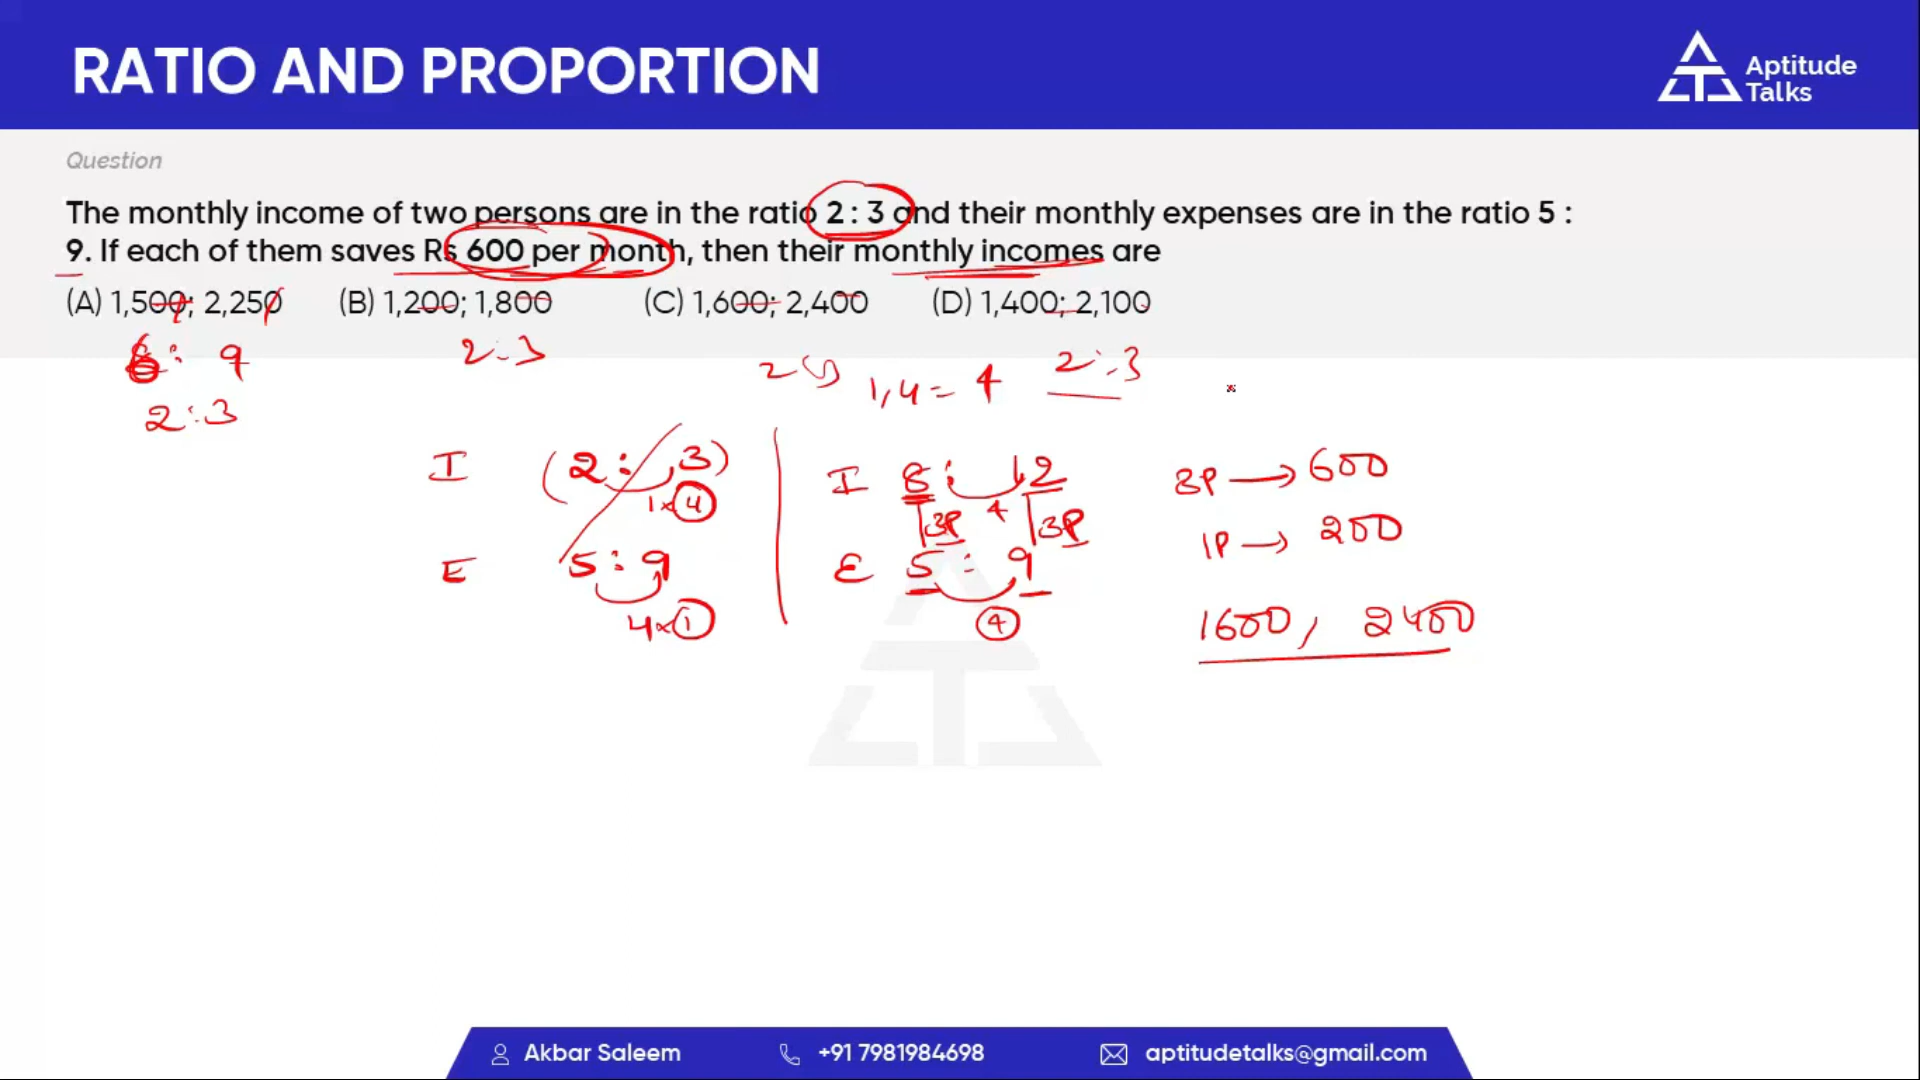 RATIO AND PROPORTION
Aptitude
Talks
Question
The monthly income of two persons are in the ratio 2 : 3 and their monthly expenses are in the ratio 5 :
9. If each of them saves Rs 600 per month, then their monthly incomes are
(A) 1,500; 2,250 (B) 1,200; 1,800 (C) 1,600; 2,400 (D) 1,400; 2,100
6 : 9 2:3 2:3
2:3 1,4 = 4
I (2 : 3) I 8 : 12 3P → 600
1×4 3P 4 3P
1P → 200
E 5 : 9 E 5 : 9
4×1 4 1600, 2400
Akbar Saleem +91 7981984698 aptitudetalks@gmail.com